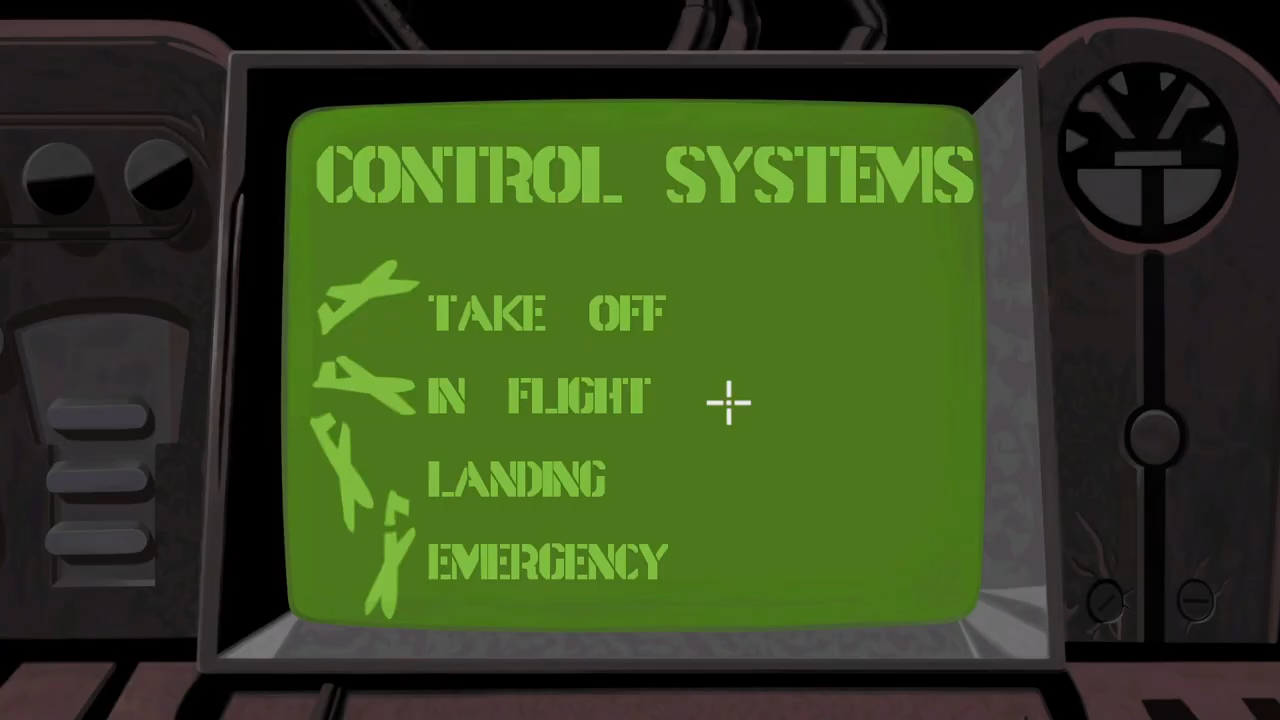 CONTROL SYSTEMS
TAKE OFF
IN FLIGHT
LANDING
EMERGENCY